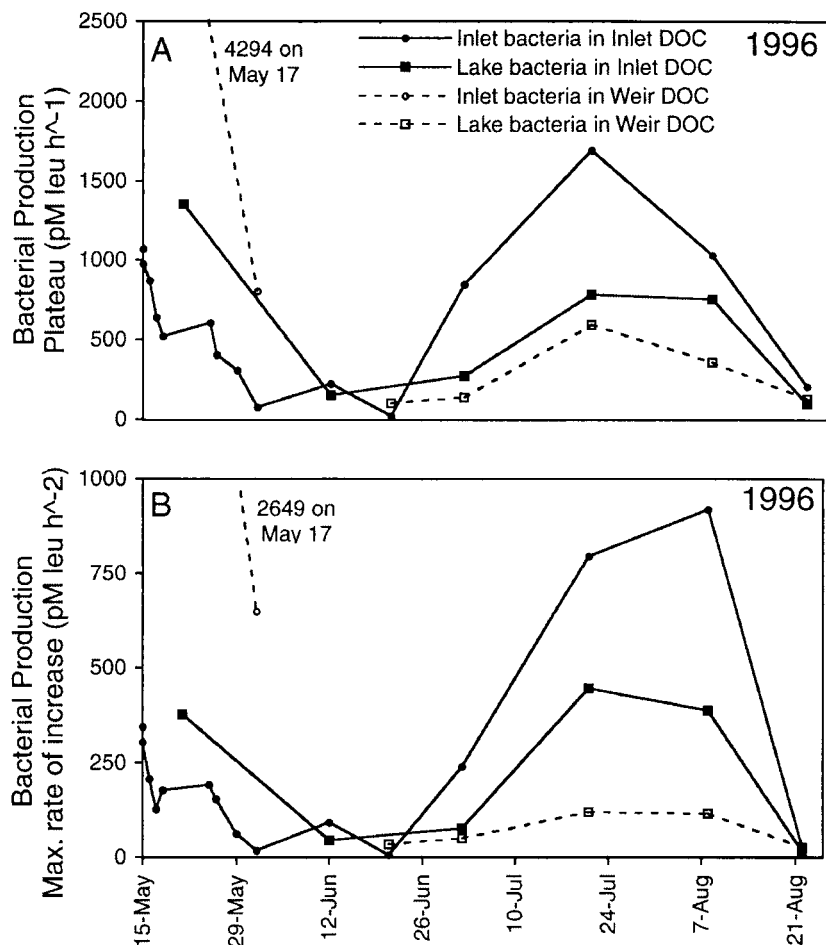 A
1996
4294 on
May 17
Inlet bacteria in Inlet DOC
Lake bacteria in Inlet DOC
Inlet bacteria in Weir DOC
Lake bacteria in Weir DOC
Bacterial Production
Plateau (pM leu h^-1)
2500
2000
1500
1000
500
0
B
1996
2649 on
May 17
Bacterial Production
Max. rate of increase (pM leu h^-2)
1000
750
500
250
0
15-May
29-May
12-Jun
26-Jun
10-Jul
24-Jul
7-Aug
21-Aug